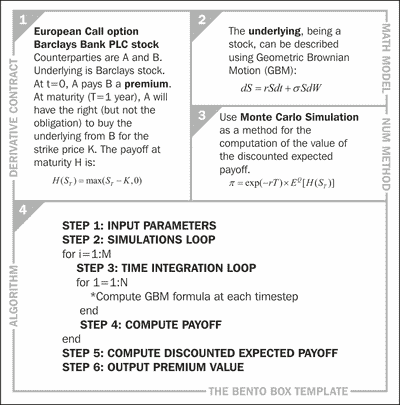 1
European Call option
Barclays Bank PLC stock
Counterparties are A and B.
Underlying is Barclays stock.
At t=0, A pays B a premium.
At maturity (T=1 year), A will
have the right (but not the
obligation) to buy the
underlying from B for the
strike price K. The payoff at
maturity H is:
H(S_T) = max(S_T − K, 0)
DERIVATIVE CONTRACT
2
The underlying, being a
stock, can be described
using Geometric Brownian
Motion (GBM):
dS = rSdt + σSdW
MATH MODEL
3
Use Monte Carlo Simulation
as a method for the
computation of the value of
the discounted expected
payoff.
π = exp(−rT) × E^Q[H(S_T)]
NUM METHOD
4
STEP 1: INPUT PARAMETERS
STEP 2: SIMULATIONS LOOP
for i=1:M
STEP 3: TIME INTEGRATION LOOP
for 1=1:N
*Compute GBM formula at each timestep
end
STEP 4: COMPUTE PAYOFF
end
STEP 5: COMPUTE DISCOUNTED EXPECTED PAYOFF
STEP 6: OUTPUT PREMIUM VALUE
ALGORITHM
THE BENTO BOX TEMPLATE